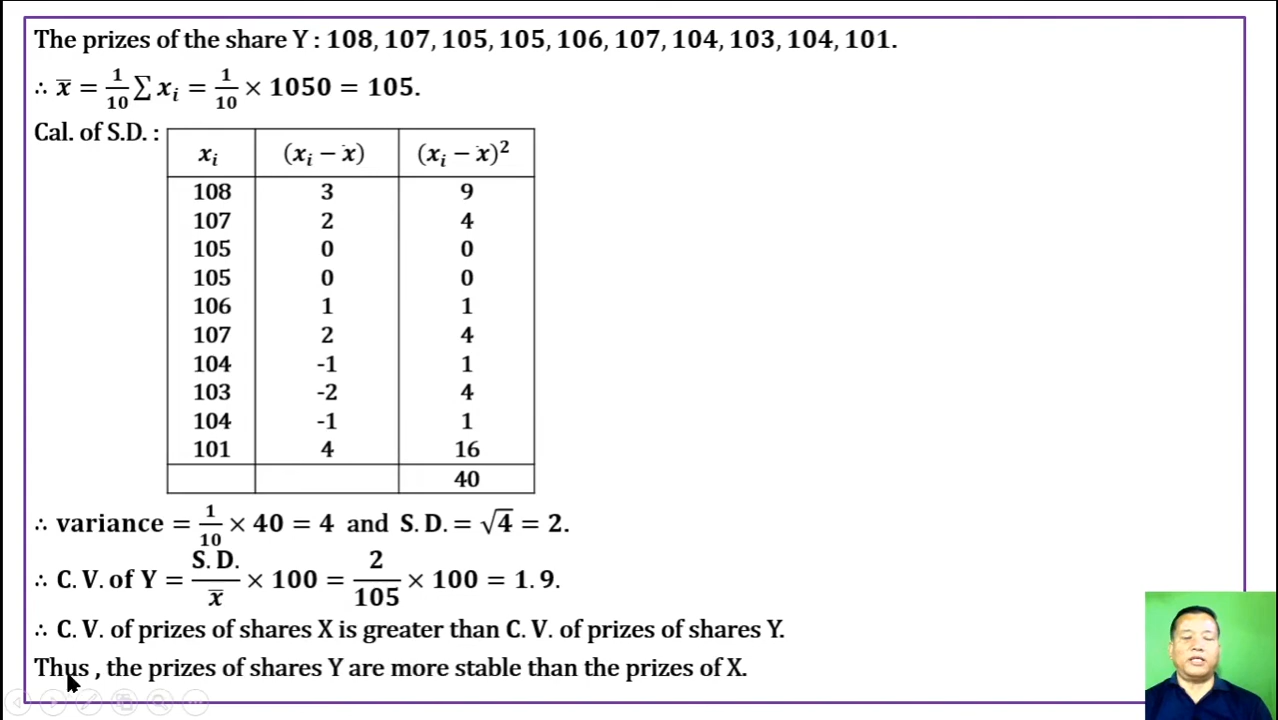 The prizes of the share Y : 108, 107, 105, 105, 106, 107, 104, 103, 104, 101.
∴ x̅ = 1/10 ∑ xᵢ = 1/10 × 1050 = 105.
Cal. of S.D. :
xᵢ (xᵢ − x) (xᵢ − x)²
108 3 9
107 2 4
105 0 0
105 0 0
106 1 1
107 2 4
104 -1 1
103 -2 4
104 -1 1
101 4 16
40
∴ variance = 1/10 × 40 = 4 and S. D. = √4 = 2.
∴ C. V. of Y = S. D./x̅ × 100 = 2/105 × 100 = 1. 9.
∴ C. V. of prizes of shares X is greater than C. V. of prizes of shares Y.
Thus , the prizes of shares Y are more stable than the prizes of X.